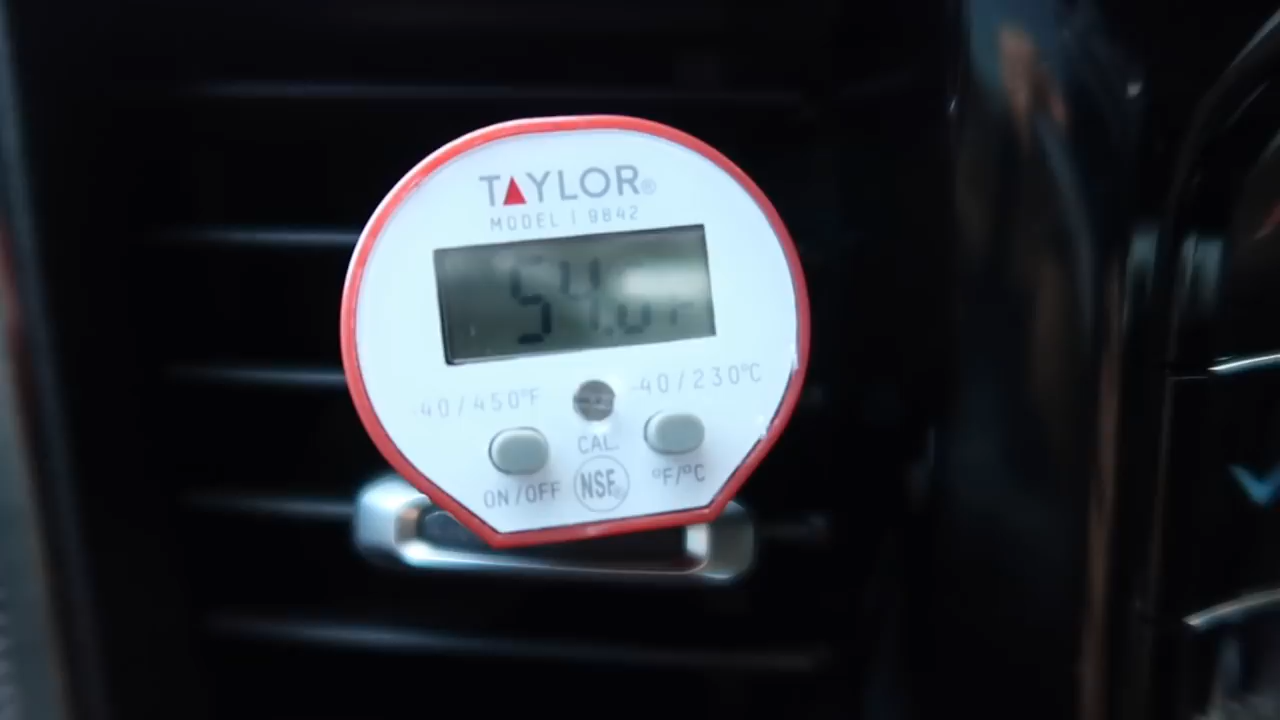 TAYLOR®
MODEL | 9842
-40/450°F
-40/230°C
CAL.
ON/OFF
NSF®
°F/°C